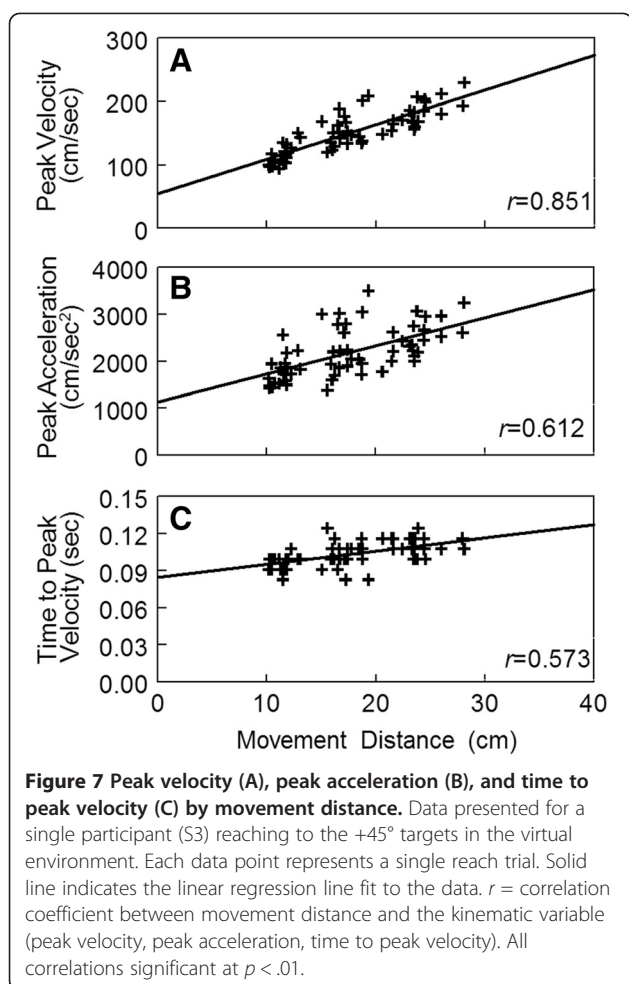 300
200
100
0
A
Peak Velocity
(cm/sec)
r=0.851
4000
3000
2000
1000
0
B
Peak Acceleration
(cm/sec²)
r=0.612
0.15
0.12
0.09
0.06
0.03
0.00
C
Time to Peak
Velocity (sec)
r=0.573
0 10 20 30 40
Movement Distance (cm)
Figure 7 Peak velocity (A), peak acceleration (B), and time to
peak velocity (C) by movement distance. Data presented for a
single participant (S3) reaching to the +45° targets in the virtual
environment. Each data point represents a single reach trial. Solid
line indicates the linear regression line fit to the data. r = correlation
coefficient between movement distance and the kinematic variable
(peak velocity, peak acceleration, time to peak velocity). All
correlations significant at p < .01.